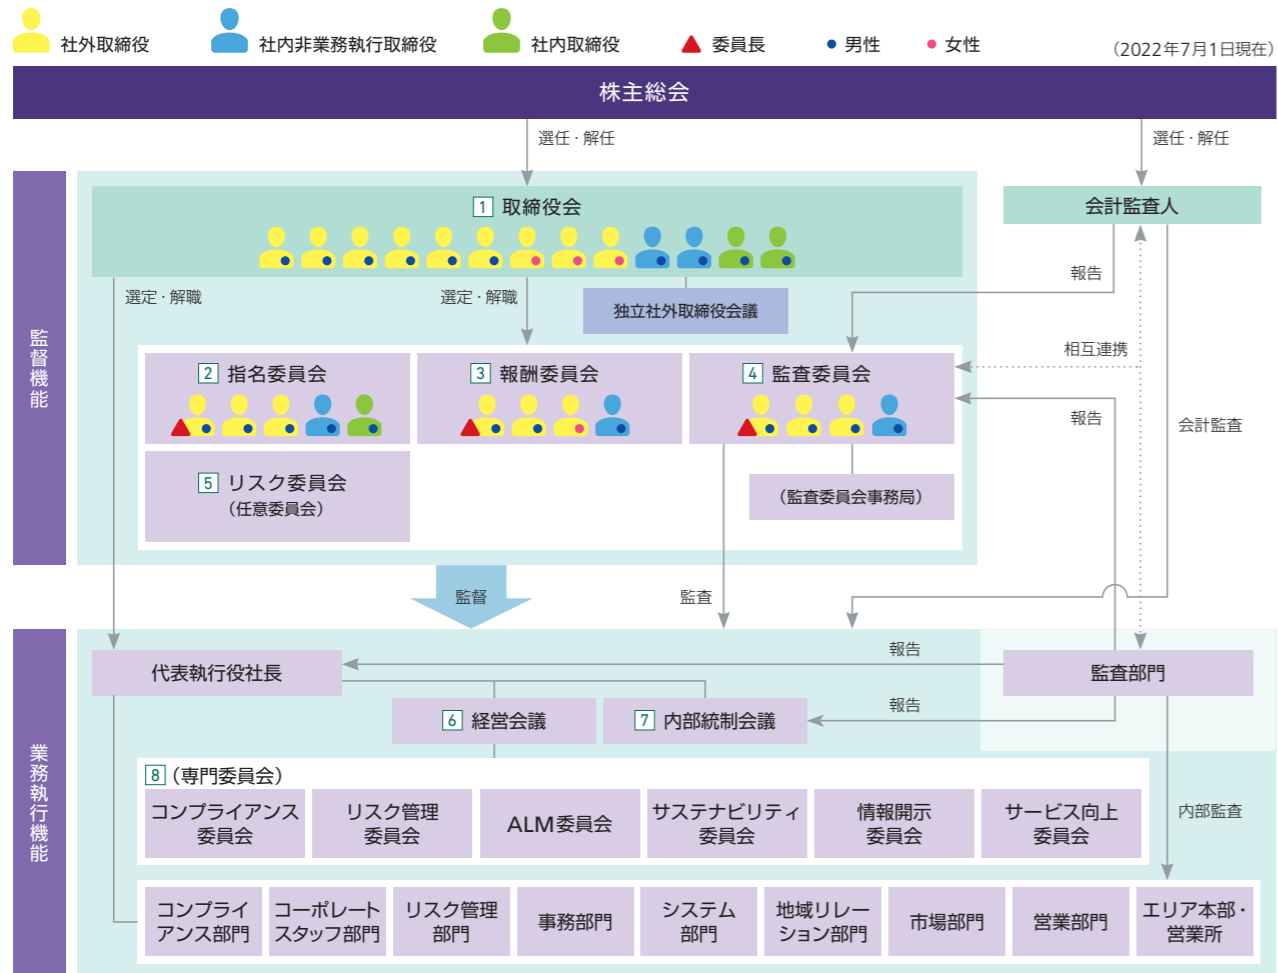 社外取締役
社内非業務執行取締役
社内取締役
委員長
男性
女性
(2022年7月1日現在)
株主総会
選任・解任
選任・解任
監督機能
1 取締役会
会計監査人
選定・解職
選定・解職
独立社外取締役会議
報告
相互連携
2 指名委員会
3 報酬委員会
4 監査委員会
報告
会計監査
5 リスク委員会
(任意委員会)
(監査委員会事務局)
監督
監査
業務執行機能
代表執行役社長
報告
監査部門
6 経営会議
7 内部統制会議
報告
8 (専門委員会)
コンプライアンス
委員会
リスク管理
委員会
ALM委員会
サステナビリティ
委員会
情報開示
委員会
サービス向上
委員会
内部監査
コンプライ
アンス部門
コーポレート
スタッフ部門
リスク管理
部門
事務部門
システム
部門
地域リレー
ション部門
市場部門
営業部門
エリア本部・
営業所